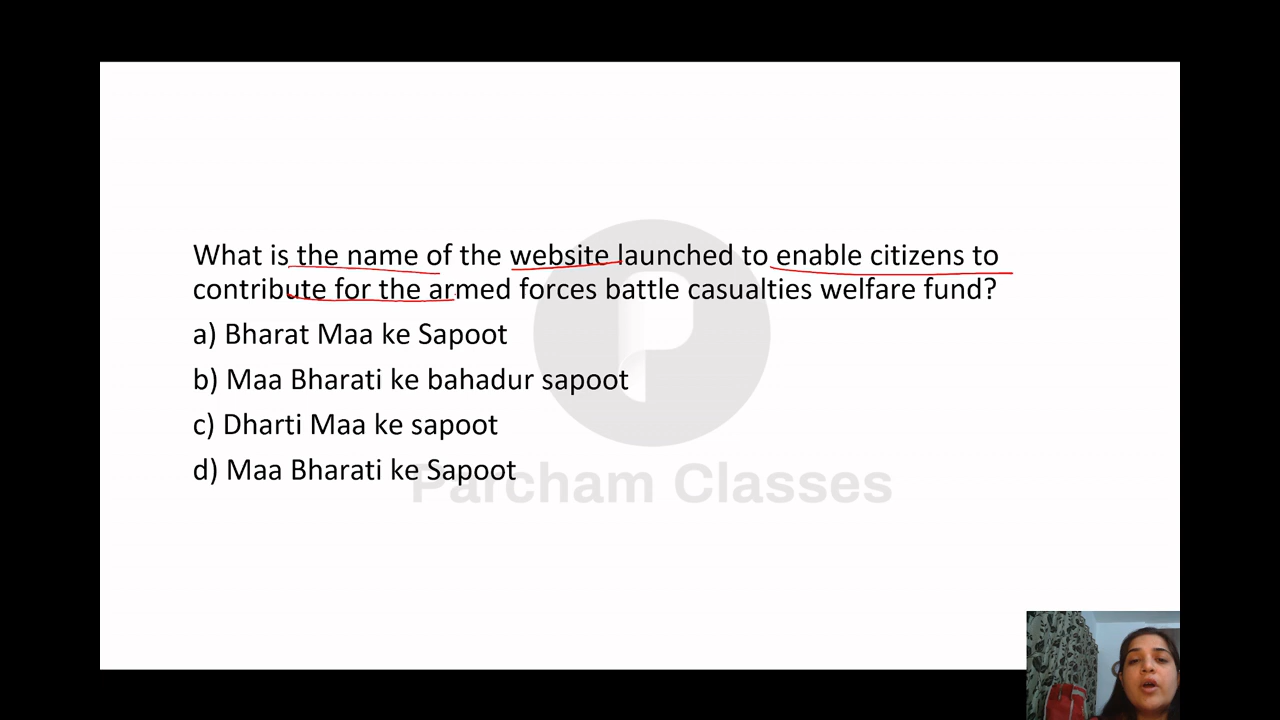 What is the name of the website launched to enable citizens to
contribute for the armed forces battle casualties welfare fund?
a) Bharat Maa ke Sapoot
b) Maa Bharati ke bahadur sapoot
c) Dharti Maa ke sapoot
d) Maa Bharati ke Sapoot
Parcham Classes